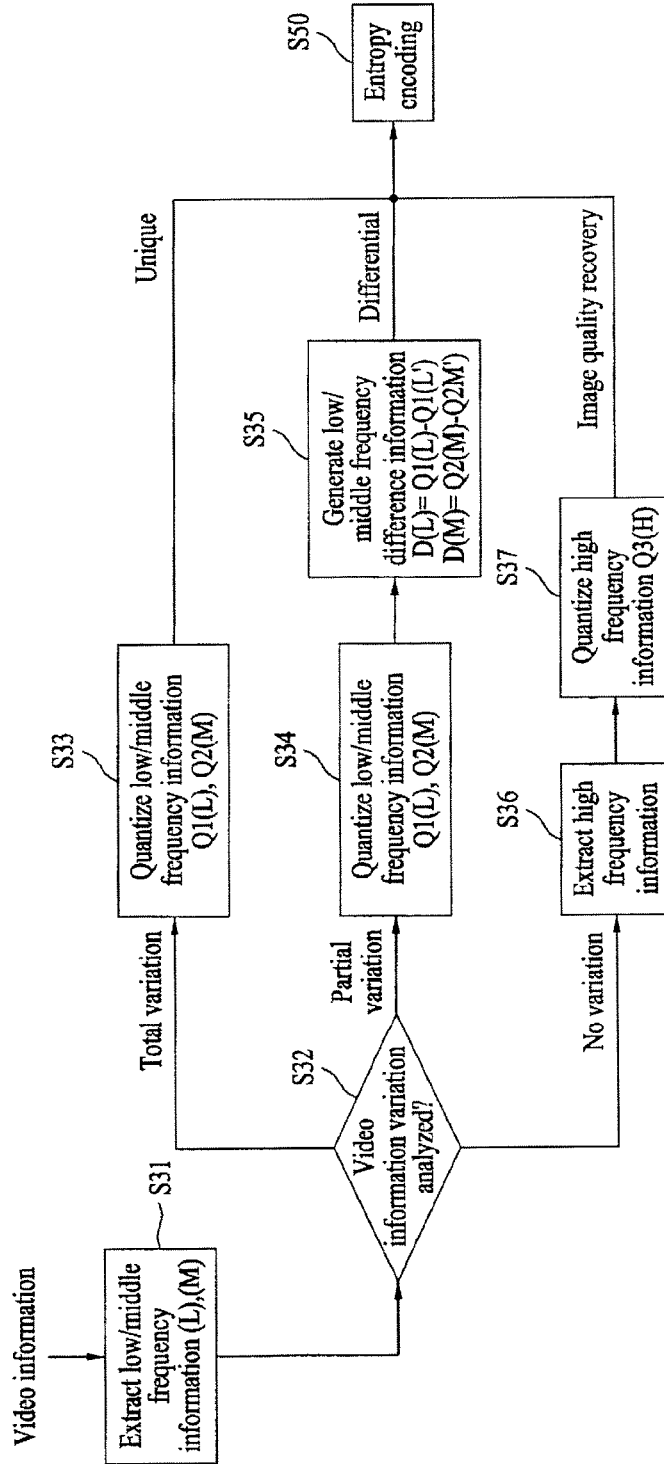 Video information
S31
Extract low/middle
frequency
information (L),(M)
S32
Video
information variation
analyzed?
Total variation
S33
Quantize low/middle
frequency information
Q1(L), Q2(M)
Unique
Partial
variation
S34
Quantize low/middle
frequency information
Q1(L), Q2(M)
S35
Generate low/
middle frequency
difference information
D(L)= Q1(L)-Q1(L')
D(M)= Q2(M)-Q2M')
Differential
No variation
S36
Extract high
frequency
information
S37
Quantize high
frequency
information Q3(H)
Image quality recovery
S50
Entropy
encoding